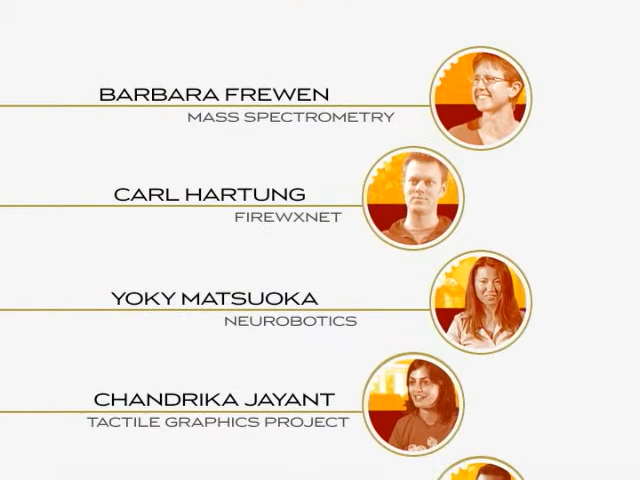 BARBARA FREWEN
MASS SPECTROMETRY
CARL HARTUNG
FIREWXNET
YOKY MATSUOKA
NEUROBOTICS
CHANDRIKA JAYANT
TACTILE GRAPHICS PROJECT